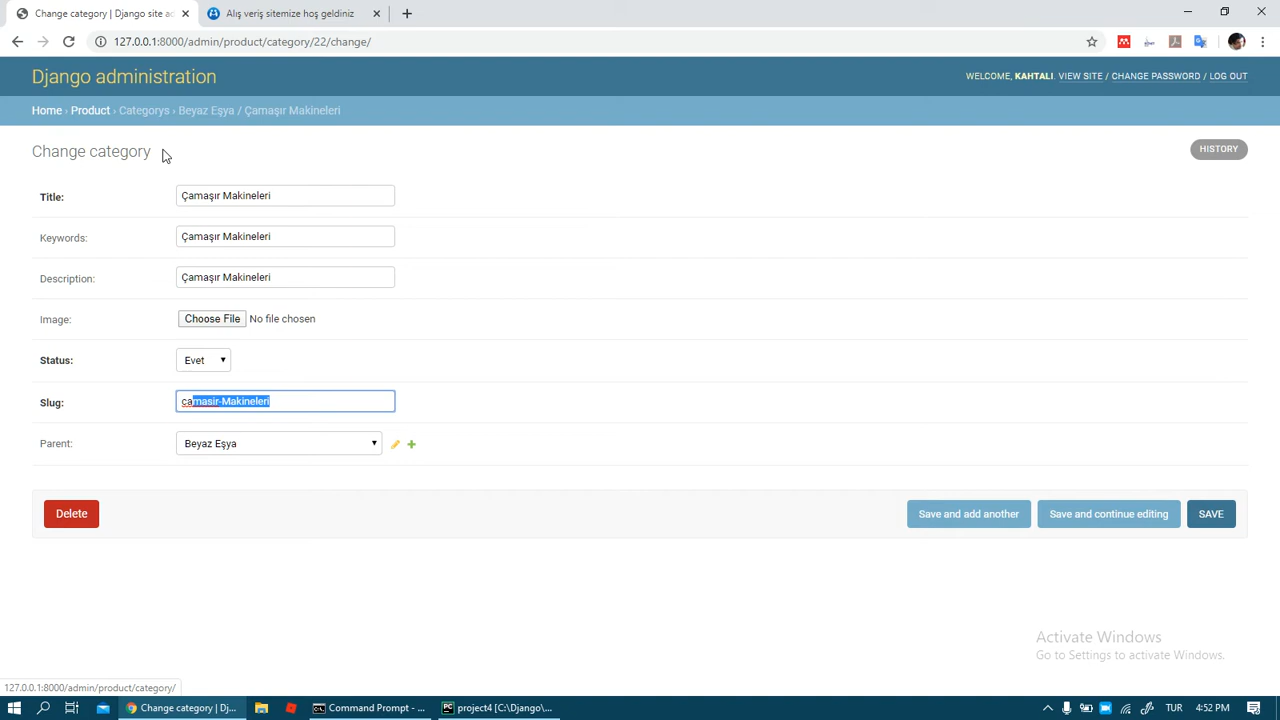 Change category | Django site ac
Alış veriş sitemize hoş geldiniz
127.0.0.1:8000/admin/product/category/22/change/
Django administration
WELCOME, KAHTALI. VIEW SITE / CHANGE PASSWORD / LOG OUT
Home › Product › Categorys › Beyaz Eşya / Çamaşır Makineleri
Change category
HISTORY
Title: Çamaşır Makineleri
Keywords: Çamaşır Makineleri
Description: Çamaşır Makineleri
Image: Choose File No file chosen
Status: Evet
Slug: camasir-Makineleri
Parent: Beyaz Eşya
Delete
Save and add another
Save and continue editing
SAVE
Activate Windows
Go to Settings to activate Windows.
127.0.0.1:8000/admin/product/category/
Change category | Dj...
Command Prompt - ...
project4 [C:\Django\...
TUR
4:52 PM